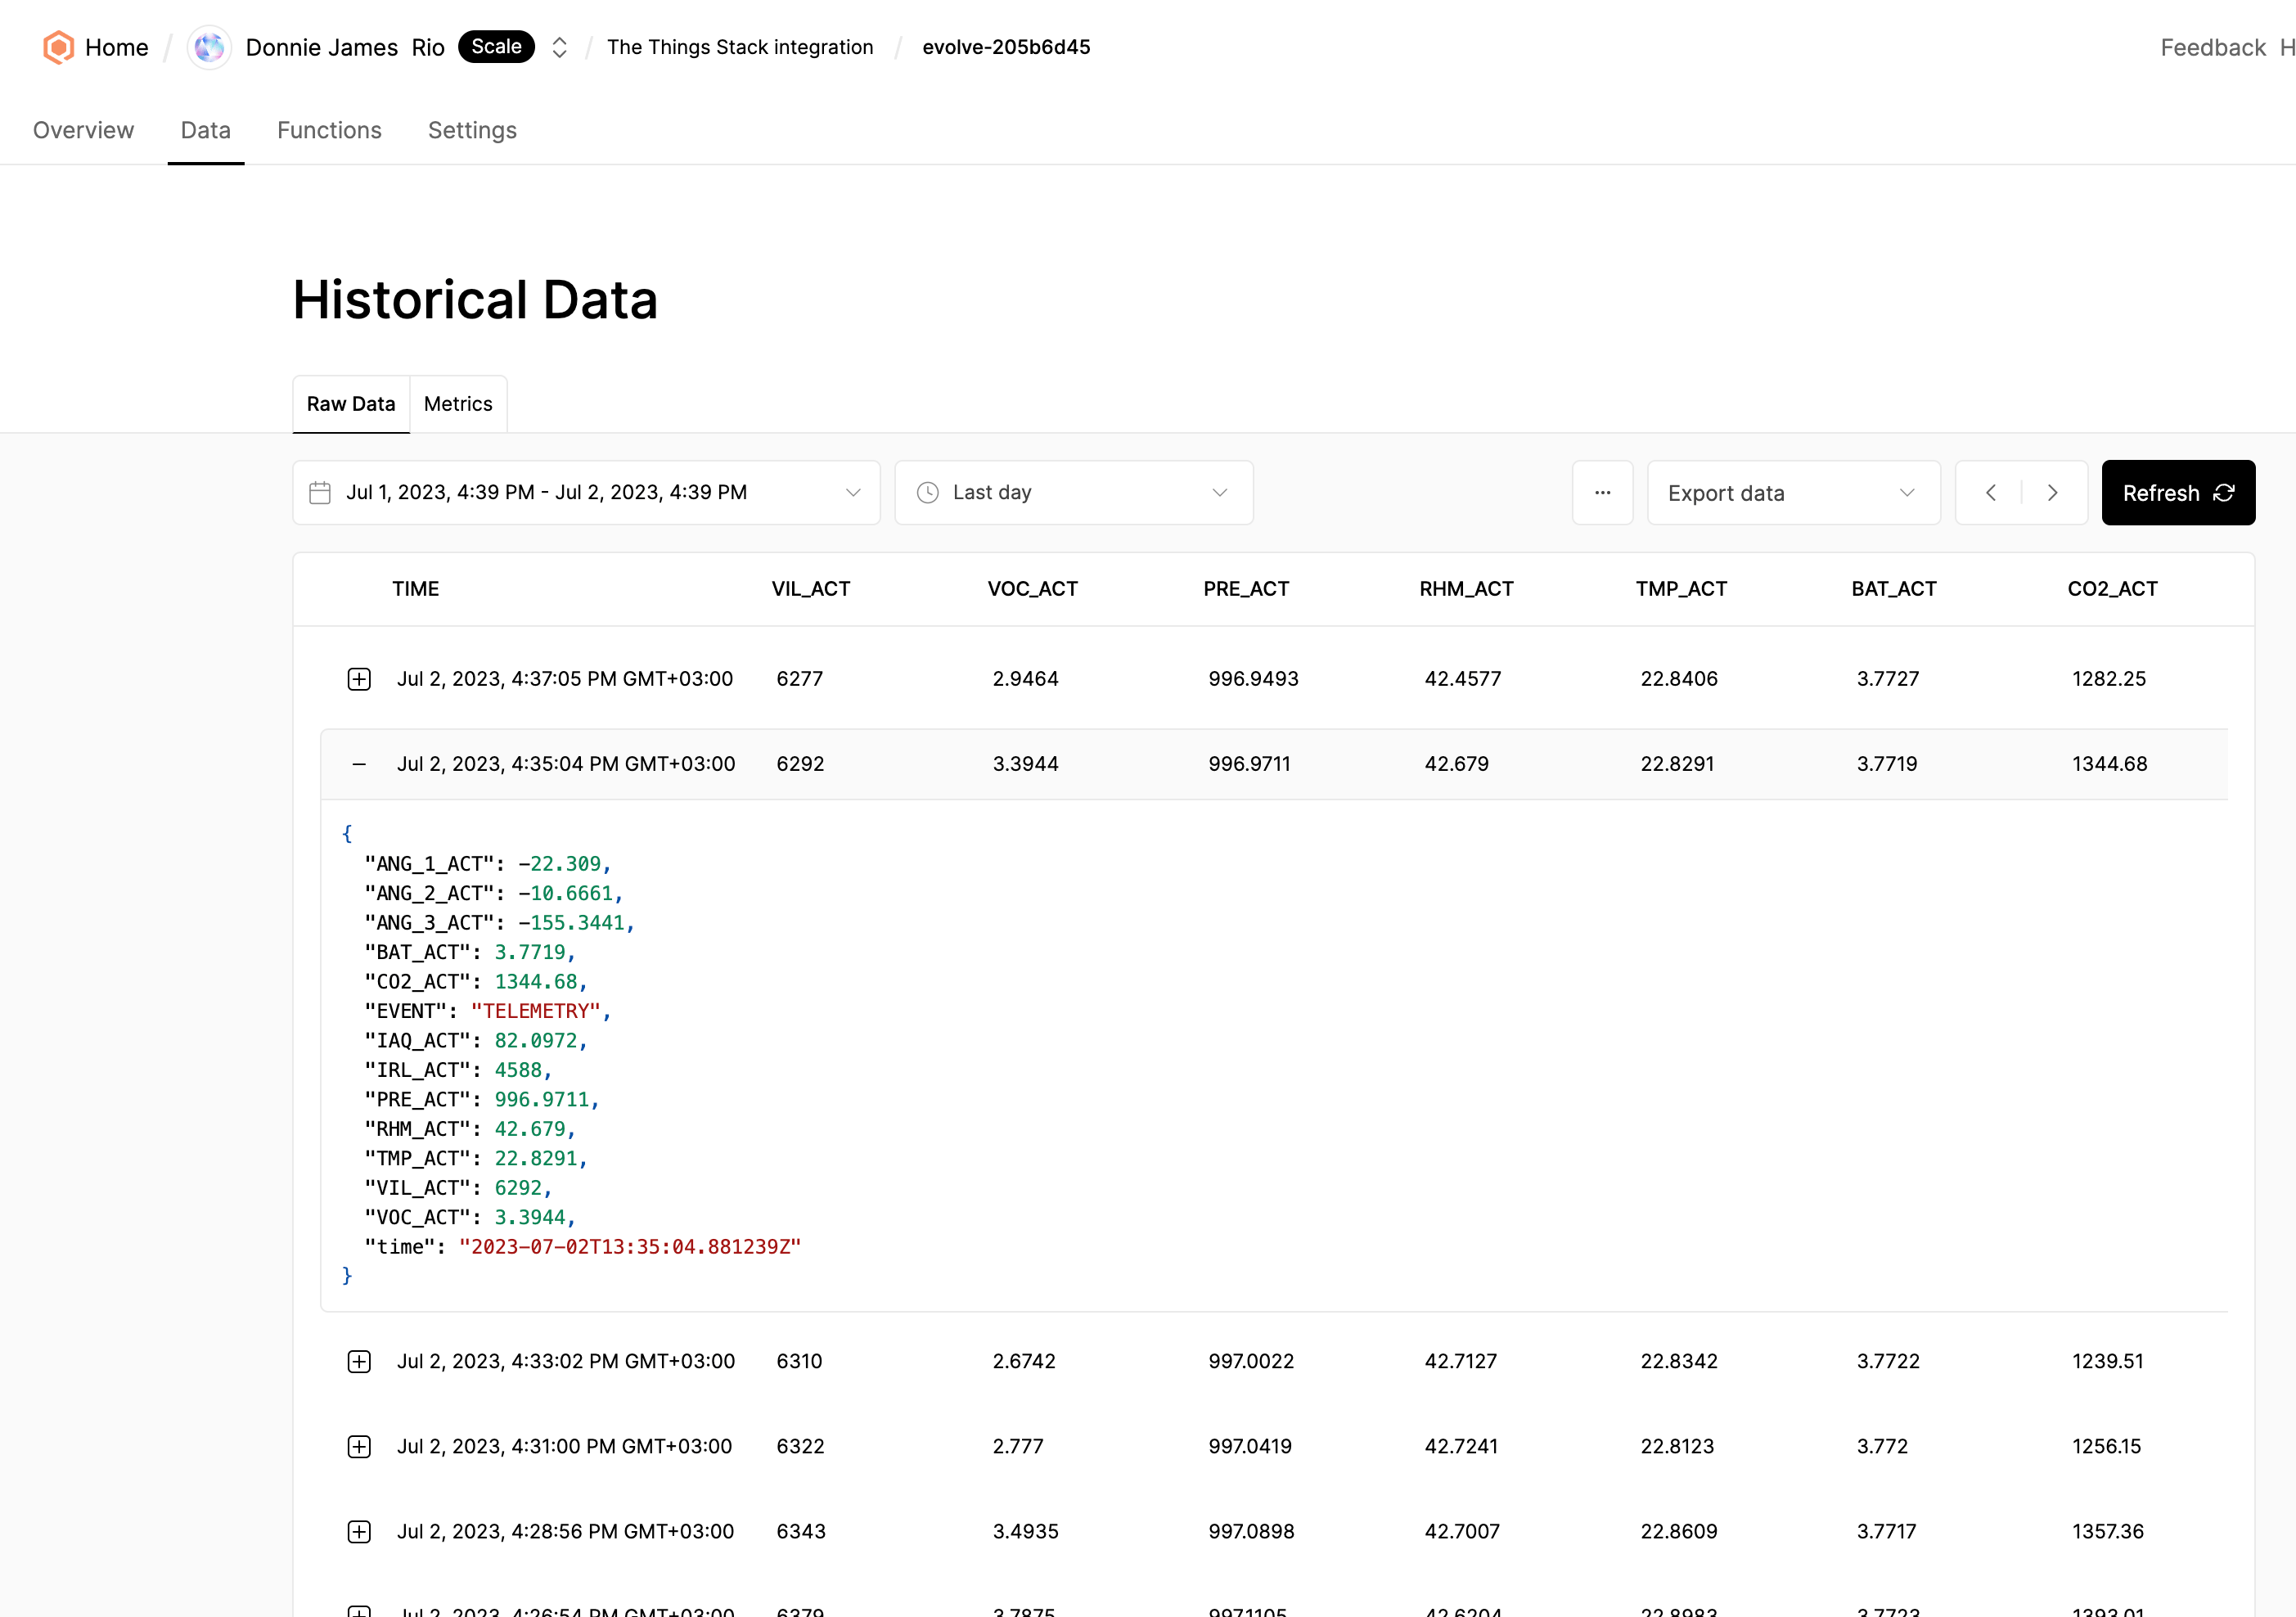 Home / Donnie James Rio Scale / The Things Stack integration / evolve-205b6d45 Feedback H
Overview Data Functions Settings
Historical Data
Raw Data Metrics
Jul 1, 2023, 4:39 PM - Jul 2, 2023, 4:39 PM Last day ... Export data Refresh
TIME VIL_ACT VOC_ACT PRE_ACT RHM_ACT TMP_ACT BAT_ACT CO2_ACT
Jul 2, 2023, 4:37:05 PM GMT+03:00 6277 2.9464 996.9493 42.4577 22.8406 3.7727 1282.25
Jul 2, 2023, 4:35:04 PM GMT+03:00 6292 3.3944 996.9711 42.679 22.8291 3.7719 1344.68
{
"ANG_1_ACT": -22.309,
"ANG_2_ACT": -10.6661,
"ANG_3_ACT": -155.3441,
"BAT_ACT": 3.7719,
"CO2_ACT": 1344.68,
"EVENT": "TELEMETRY",
"IAQ_ACT": 82.0972,
"IRL_ACT": 4588,
"PRE_ACT": 996.9711,
"RHM_ACT": 42.679,
"TMP_ACT": 22.8291,
"VIL_ACT": 6292,
"VOC_ACT": 3.3944,
"time": "2023-07-02T13:35:04.881239Z"
}
Jul 2, 2023, 4:33:02 PM GMT+03:00 6310 2.6742 997.0022 42.7127 22.8342 3.7722 1239.51
Jul 2, 2023, 4:31:00 PM GMT+03:00 6322 2.777 997.0419 42.7241 22.8123 3.772 1256.15
Jul 2, 2023, 4:28:56 PM GMT+03:00 6343 3.4935 997.0898 42.7007 22.8609 3.7717 1357.36
Jul 2, 2023, 4:26:54 PM GMT+03:00 6379 3.7875 997.1105 42.6204 22.8983 3.7723 1393.01